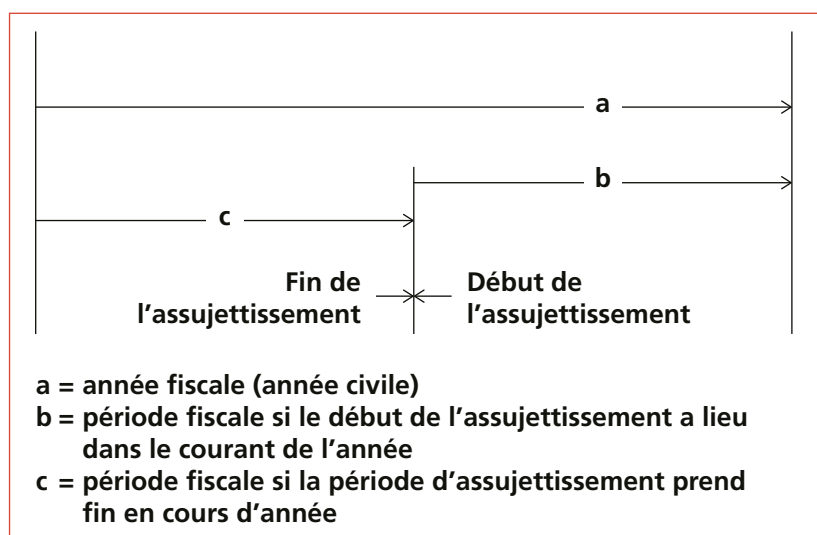 a
b
c
Fin de
l’assujettissement
Début de
l’assujettissement
a = année fiscale (année civile)
b = période fiscale si le début de l’assujettissement a lieu
dans le courant de l’année
c = période fiscale si la période d’assujettissement prend
fin en cours d’année